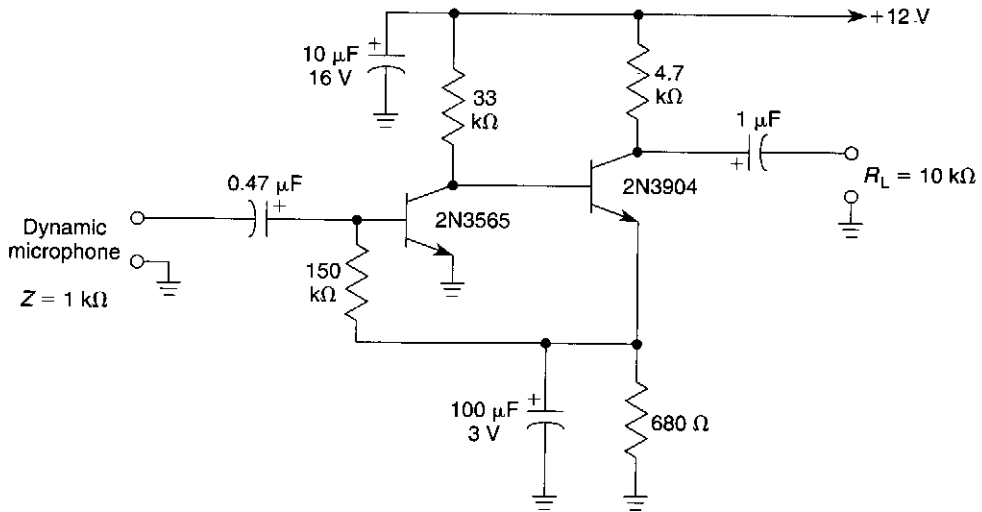 +12 V
10 µF
16 V
+
33
kΩ
4.7
kΩ
1 µF
+
0.47 µF
+
2N3904
R_L = 10 kΩ
2N3565
Dynamic
microphone
Z = 1 kΩ
150
kΩ
100 µF
3 V
+
680 Ω